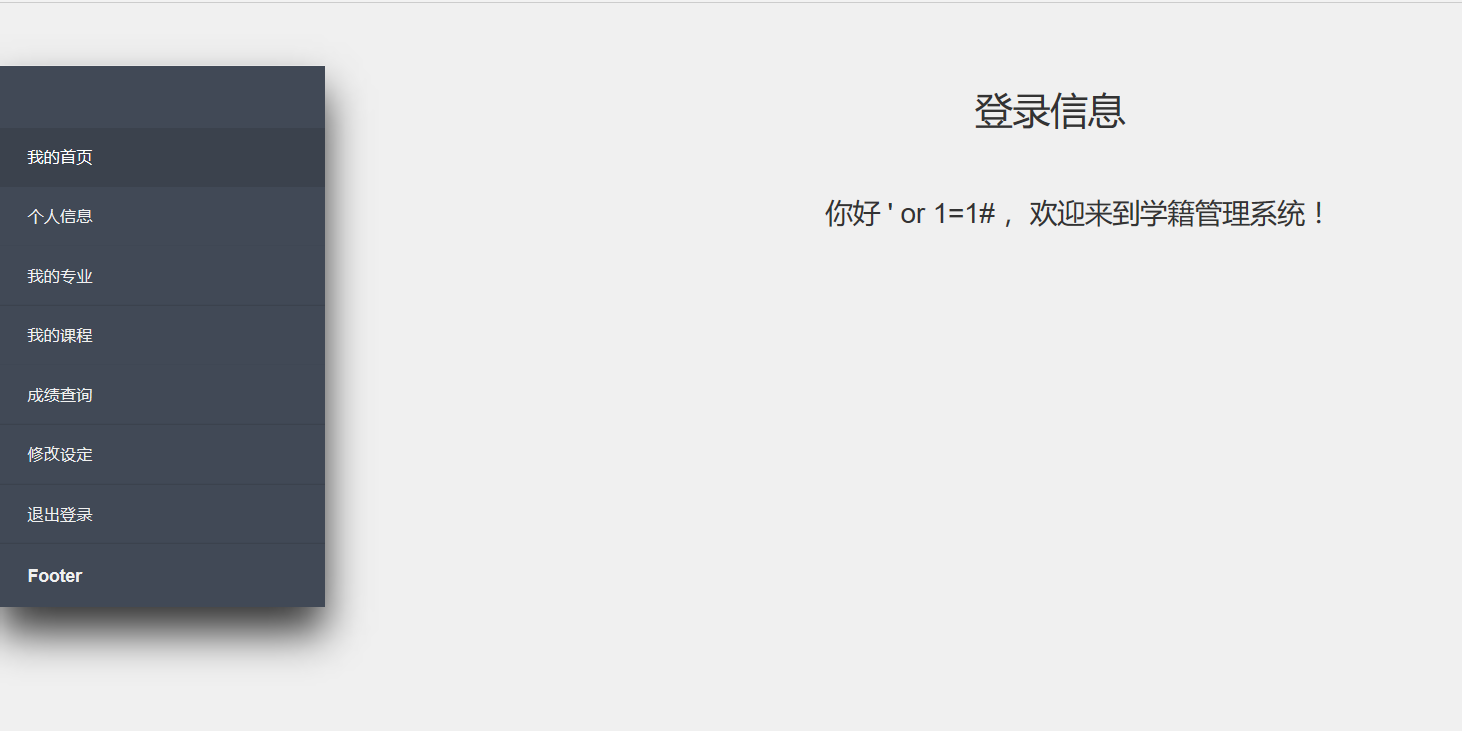 登录信息
你好 ' or 1=1# ， 欢迎来到学籍管理系统！
我的首页
个人信息
我的专业
我的课程
成绩查询
修改设定
退出登录
Footer